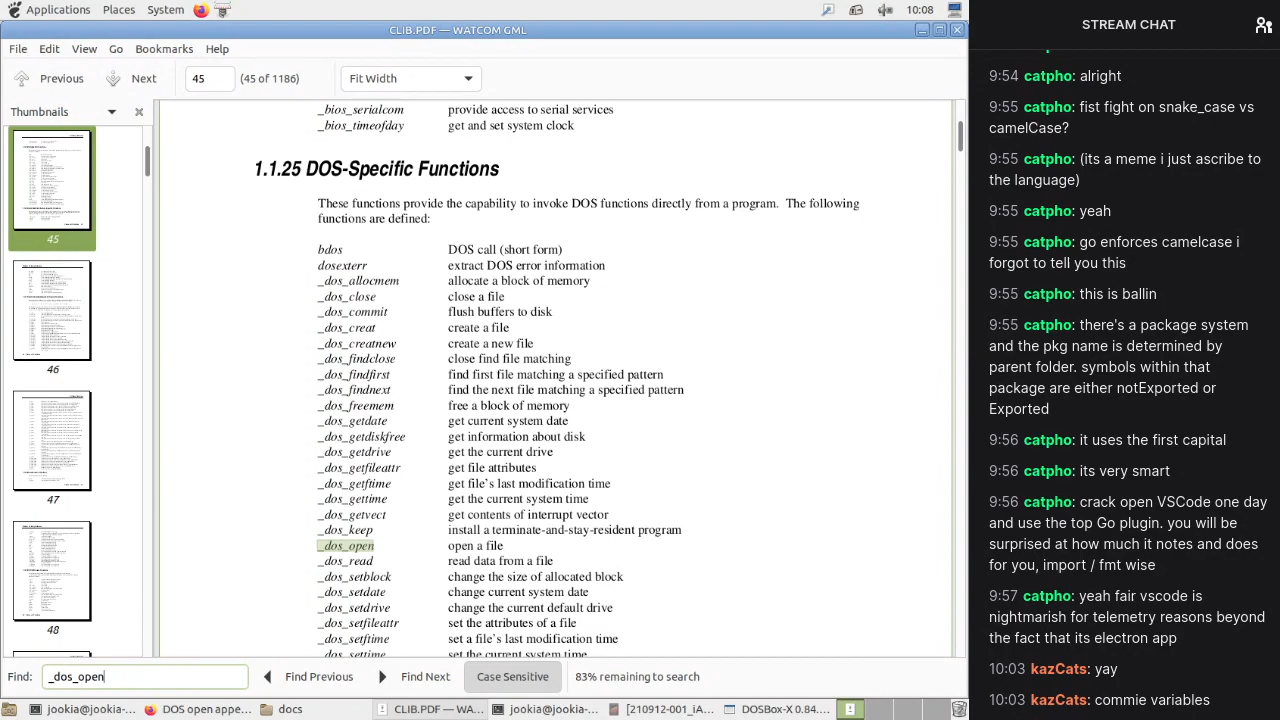 Applications Places System 10:08
CLIB.PDF — WATCOM GML
File Edit View Go Bookmarks Help
Previous Next 45 (45 of 1186) Fit Width
Thumbnails
45
46
47
48
_bios_serialcom provide access to serial services
_bios_timeofday get and set system clock
1.1.25 DOS-Specific Functions
These functions provide the capability to invoke DOS functions directly from a program. The following
functions are defined:
bdos DOS call (short form)
dosexterr extract DOS error information
_dos_allocmem allocate a block of memory
_dos_close close a file
_dos_commit flush buffers to disk
_dos_creat create a file
_dos_creatnew create a new file
_dos_findclose close find file matching
_dos_findfirst find first file matching a specified pattern
_dos_findnext find the next file matching a specified pattern
_dos_freemem free a block of memory
_dos_getdate get current system date
_dos_getdiskfree get information about disk
_dos_getdrive get the current drive
_dos_getfileattr get file attributes
_dos_getftime get file's last modification time
_dos_gettime get the current system time
_dos_getvect get contents of interrupt vector
_dos_keep install a terminate-and-stay-resident program
_dos_open open a file
_dos_read read data from a file
_dos_setblock change the size of allocated block
_dos_setdate change current system date
_dos_setdrive change the current default drive
_dos_setfileattr set the attributes of a file
_dos_setftime set a file's last modification time
_dos_settime set the current system time
Find: _dos_open Find Previous Find Next Case Sensitive 83% remaining to search
jookia@jookia-... DOS open appe... docs CLIB.PDF — WA... jookia@jookia-... [210912-001_iA... DOSBox-X 0.84....
STREAM CHAT
9:54 catpho: alright
9:55 catpho: fist fight on snake_case vs
camelCase?
9:55 catpho: (its a meme i just ascribe to
the language)
9:55 catpho: yeah
9:55 catpho: go enforces camelcase i
forgot to tell you this
9:55 catpho: this is ballin
9:55 catpho: there's a package system
and the pkg name is determined by
parent folder. symbols within that
package are either notExported or
Exported
9:56 catpho: it uses the first capital
9:56 catpho: its very smart
9:56 catpho: crack open VSCode one day
and use the top Go plugin. you will be
surprised at how much it notes and does
for you, import / fmt wise
9:57 catpho: yeah fair vscode is
nightmarish for telemetry reasons beyond
the fact that its electron app
10:03 kazCats: yay
10:03 kazCats: commie variables